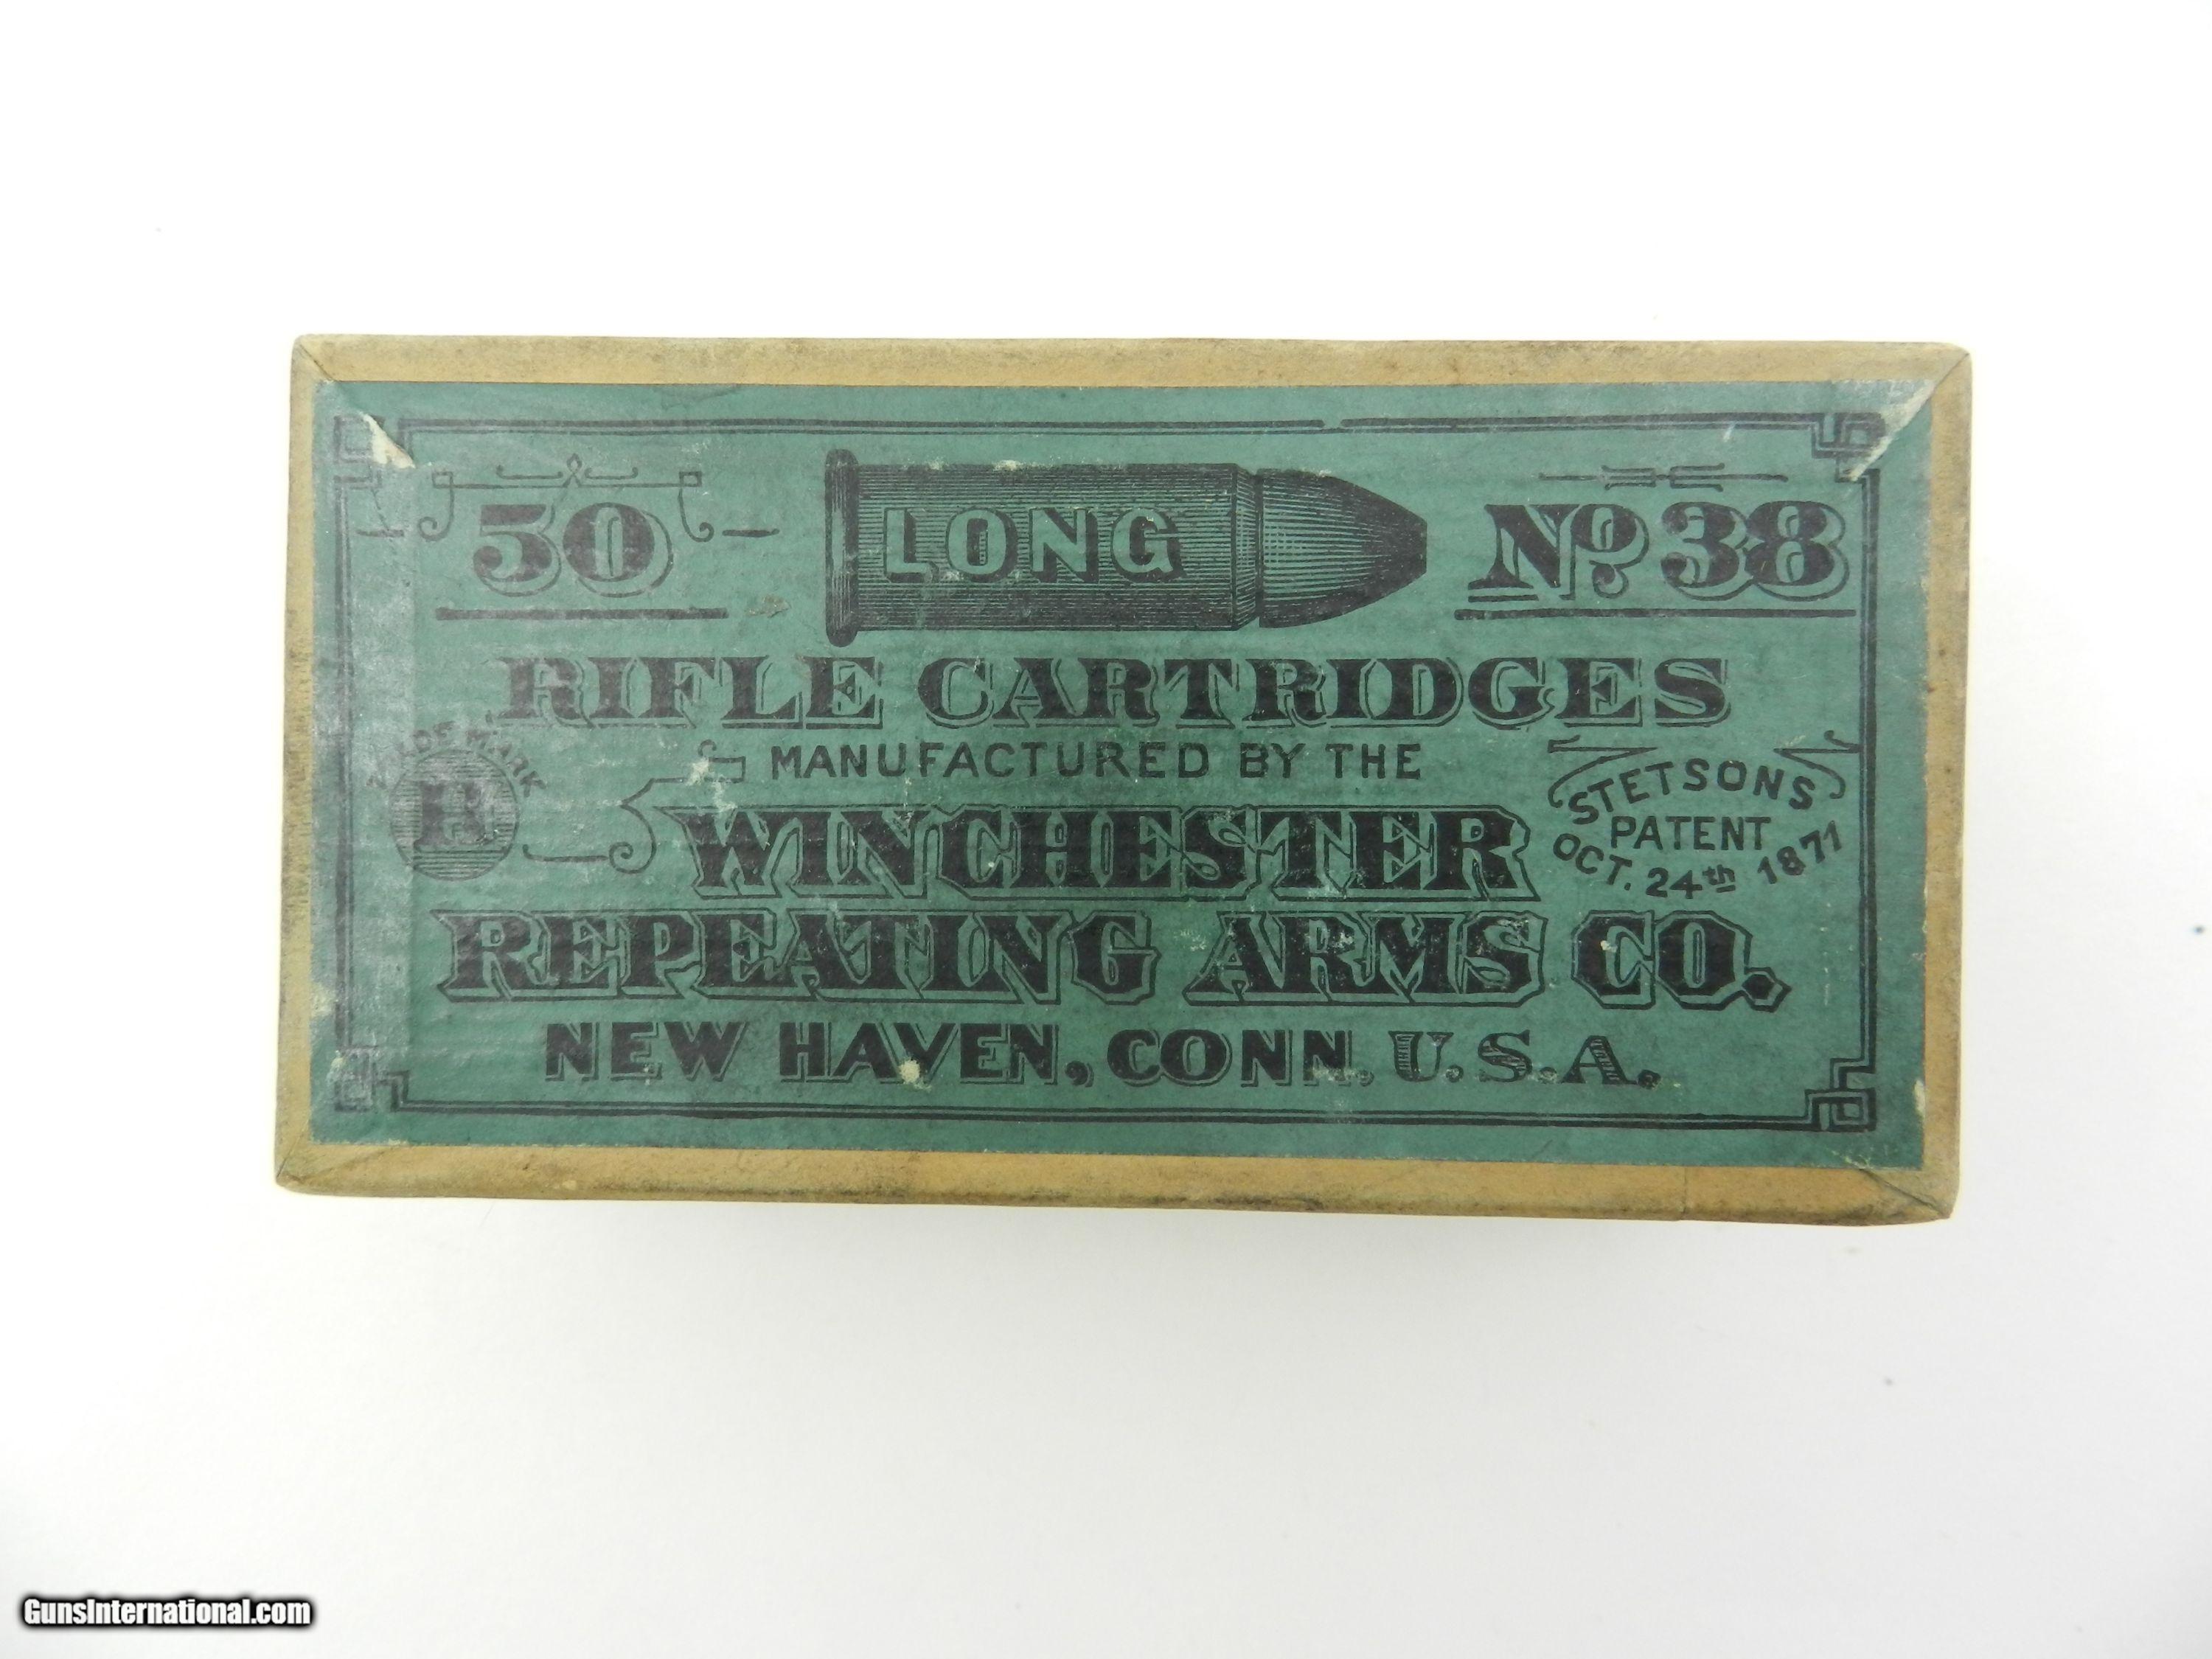 50 LONG No. 38
RIFLE CARTRIDGES
MANUFACTURED BY THE
TRADE MARK
H
WINCHESTER
STETSONS
PATENT
OCT. 24th 1871
REPEATING ARMS CO.
NEW HAVEN, CONN. U.S.A.
GunsInternational.com